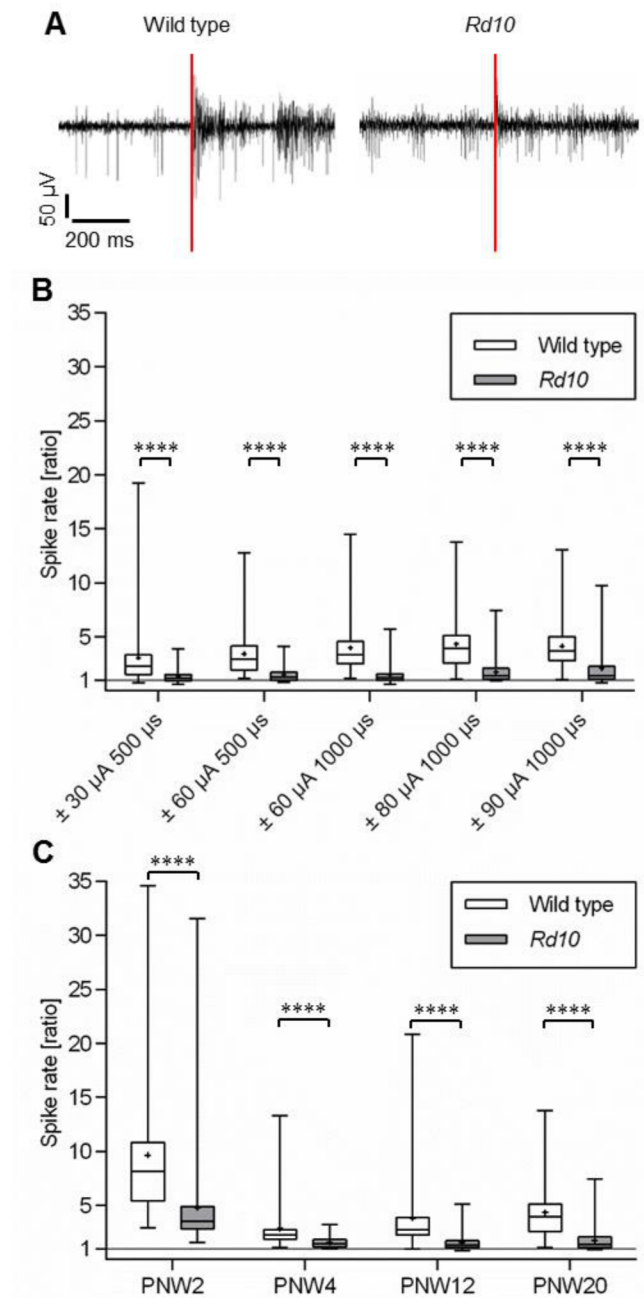 A
Wild type
Rd10
50 µV
200 ms
B
35
30
25
20
15
10
5
1
Spike rate [ratio]
Wild type
Rd10
****
****
****
****
****
± 30 µA 500 µs
± 60 µA 500 µs
± 60 µA 1000 µs
± 80 µA 1000 µs
± 90 µA 1000 µs
C
35
30
25
20
15
10
5
1
Spike rate [ratio]
Wild type
Rd10
****
****
****
****
PNW2
PNW4
PNW12
PNW20